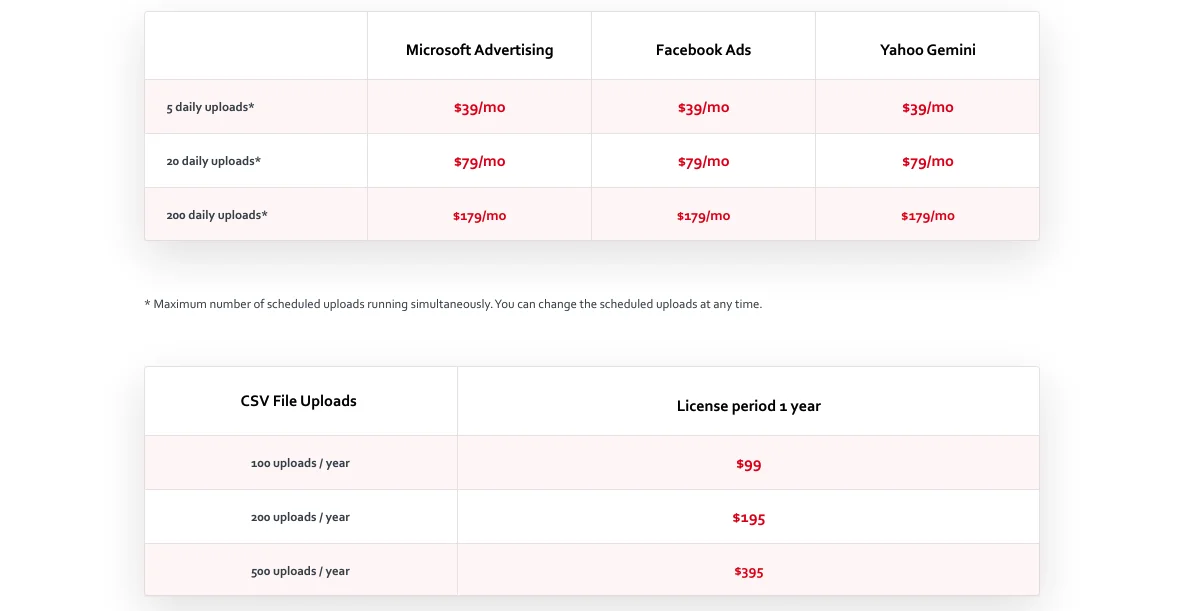 Microsoft Advertising Facebook Ads Yahoo Gemini
5 daily uploads* $39/mo $39/mo $39/mo
20 daily uploads* $79/mo $79/mo $79/mo
200 daily uploads* $179/mo $179/mo $179/mo
* Maximum number of scheduled uploads running simultaneously. You can change the scheduled uploads at any time.
CSV File Uploads License period 1 year
100 uploads / year $99
200 uploads / year $195
500 uploads / year $395